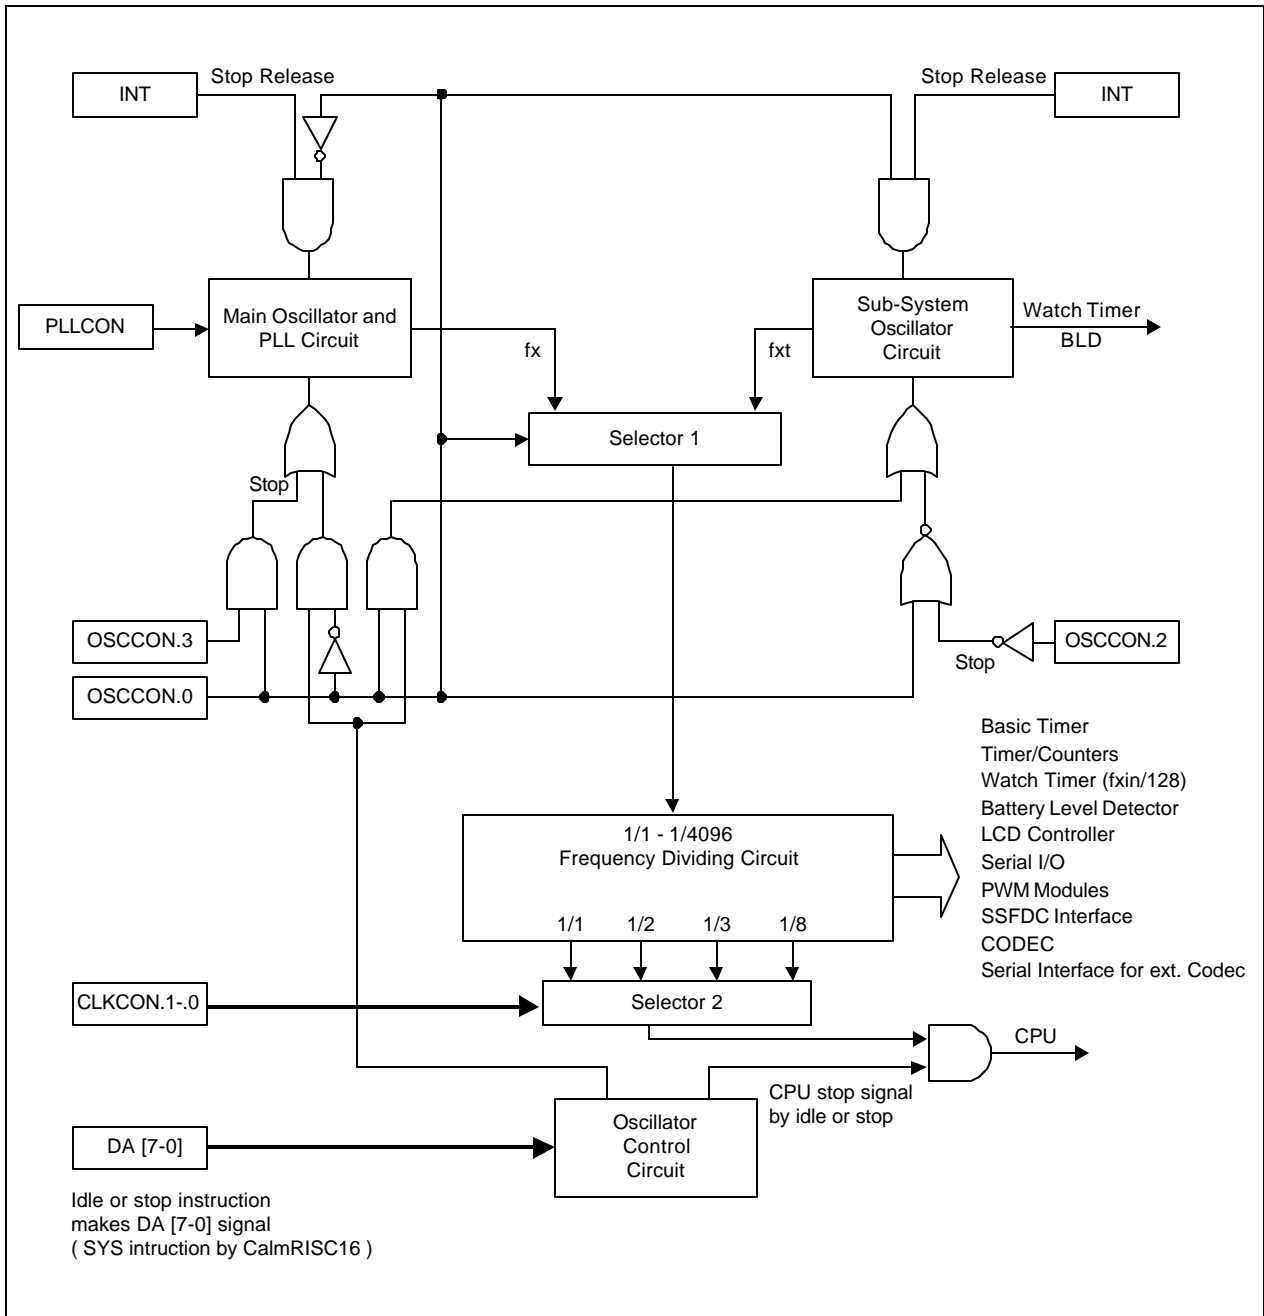 Stop Release
Stop Release
INT
INT
PLLCON
Main Oscillator and
PLL Circuit
fx
fxt
Sub-System
Oscillator
Circuit
Watch Timer
BLD
Selector 1
Stop
OSCCON.3
OSCCON.0
OSCCON.2
Stop
Basic Timer
Timer/Counters
Watch Timer (fxin/128)
Battery Level Detector
LCD Controller
Serial I/O
PWM Modules
SSFDC Interface
CODEC
Serial Interface for ext. Codec
1/1 - 1/4096
Frequency Dividing Circuit
1/1 1/2 1/3 1/8
CLKCON.1-.0
Selector 2
CPU
CPU stop signal
by idle or stop
Oscillator
Control
Circuit
DA [7-0]
Idle or stop instruction
makes DA [7-0] signal
( SYS intruction by CalmRISC16 )